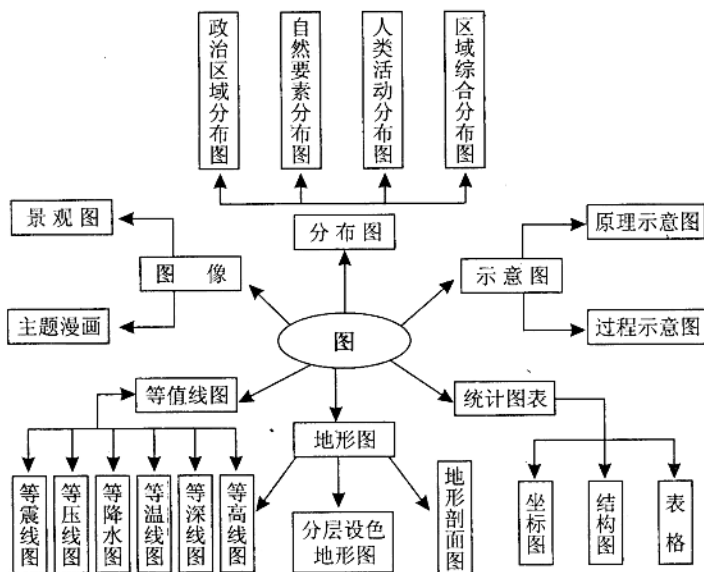 政治区域分布图
自然要素分布图
人类活动分布图
区域综合分布图
景观图
分布图
原理示意图
图像
示意图
主题漫画
图
过程示意图
等值线图
统计图表
地形图
等震线图
等压线图
等降水图
等温线图
等深线图
等高线图
分层设色
地形图
地形剖面图
坐标图
结构图
表格